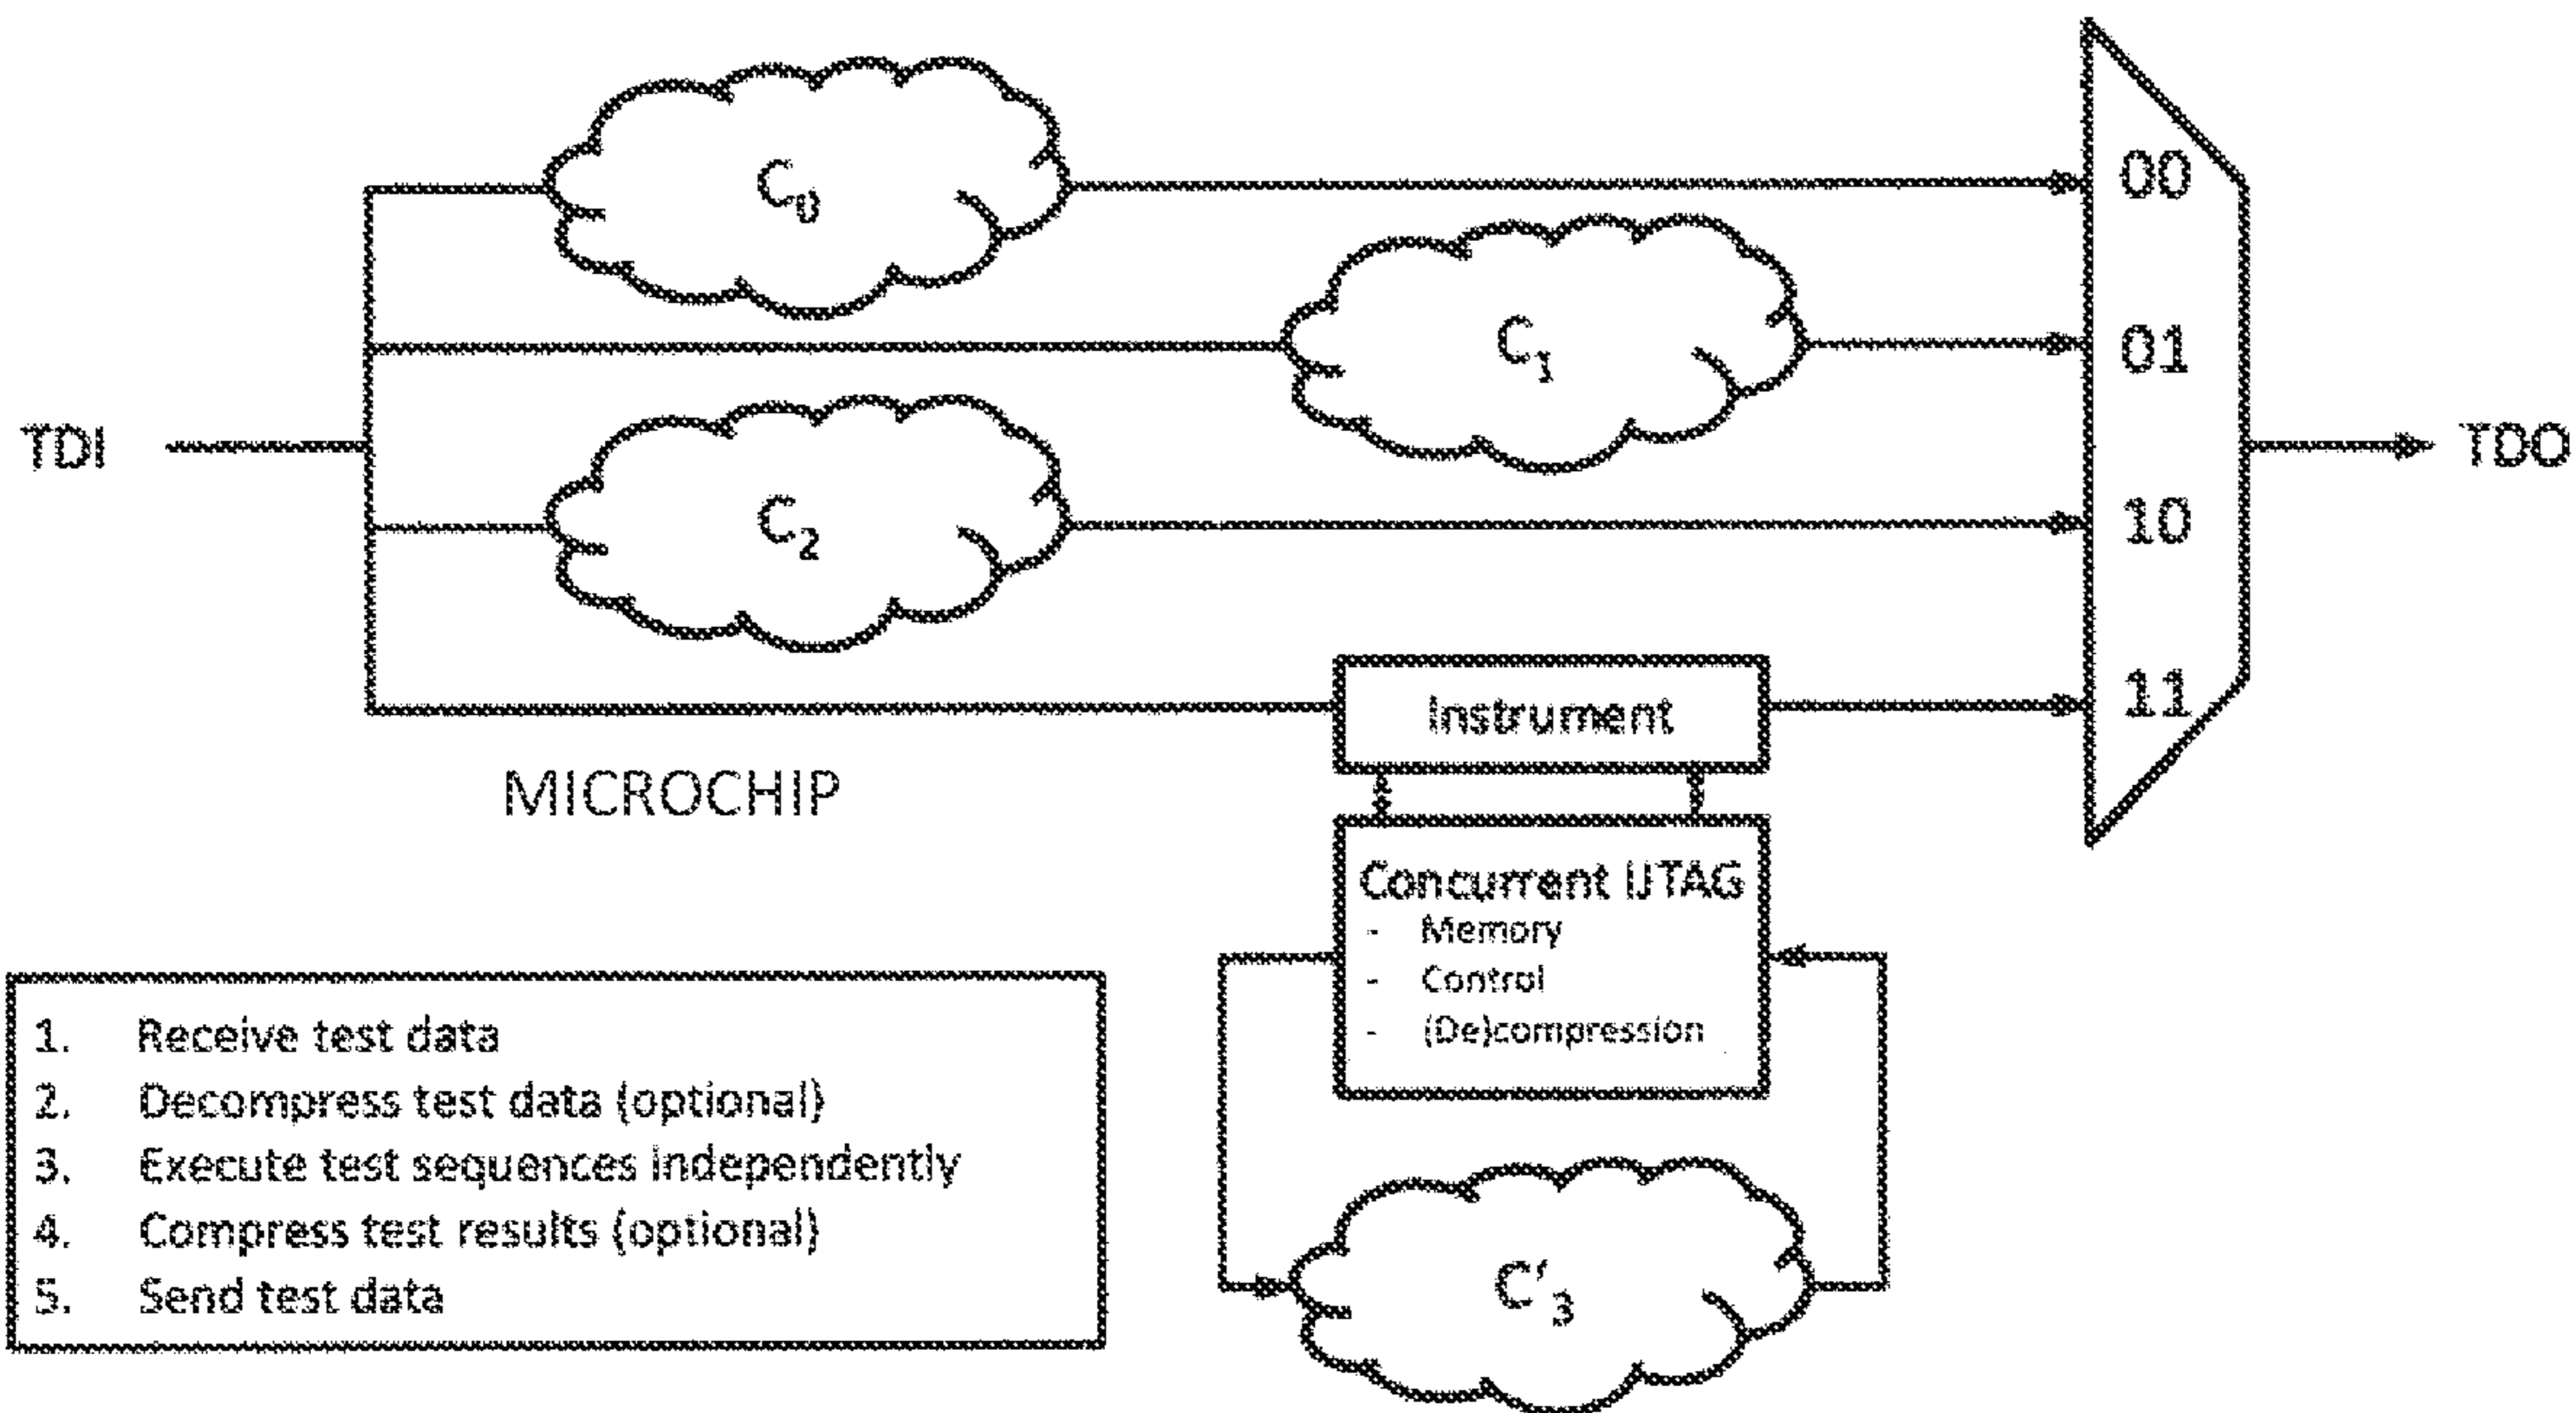 C₀
00
C₁
01
TDI
TDO
C₂
10
Instrument
11
MICROCHIP
Concurrent IJTAG
- Memory
- Control
- (De)compression
1. Receive test data
2. Decompress test data (optional)
3. Execute test sequences independently
4. Compress test results (optional)
5. Send test data
C'₃